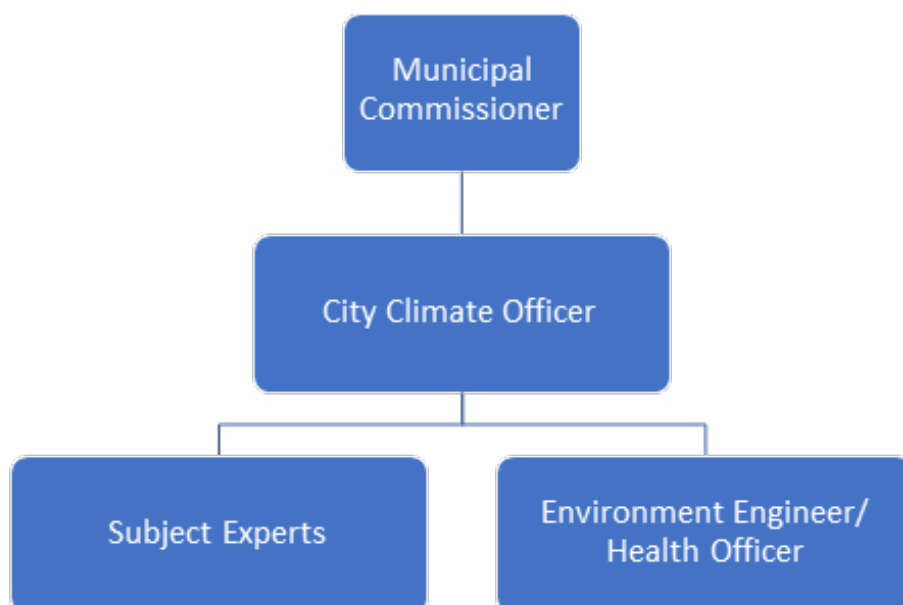 Municipal
Commissioner
City Climate Officer
Subject Experts
Environment Engineer/
Health Officer